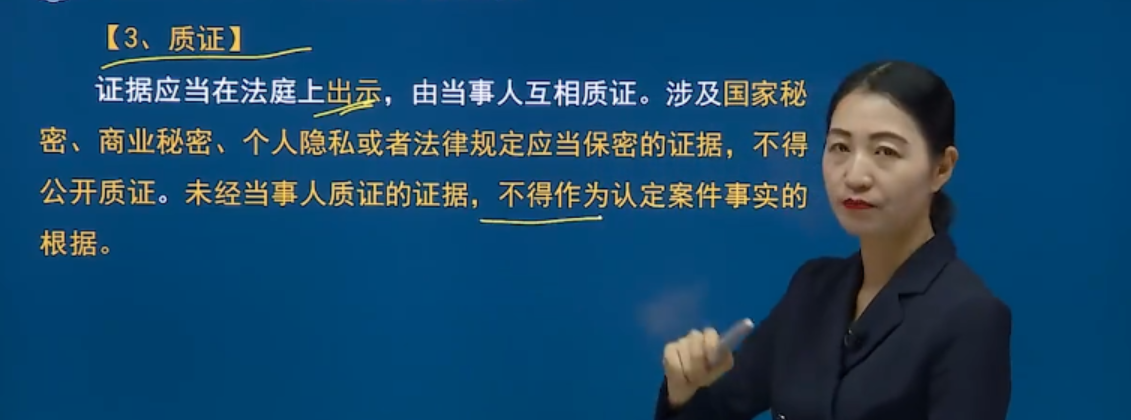 【3、质证】
证据应当在法庭上出示，由当事人互相质证。涉及国家秘
密、商业秘密、个人隐私或者法律规定应当保密的证据，不得
公开质证。未经当事人质证的证据，不得作为认定案件事实的
根据。